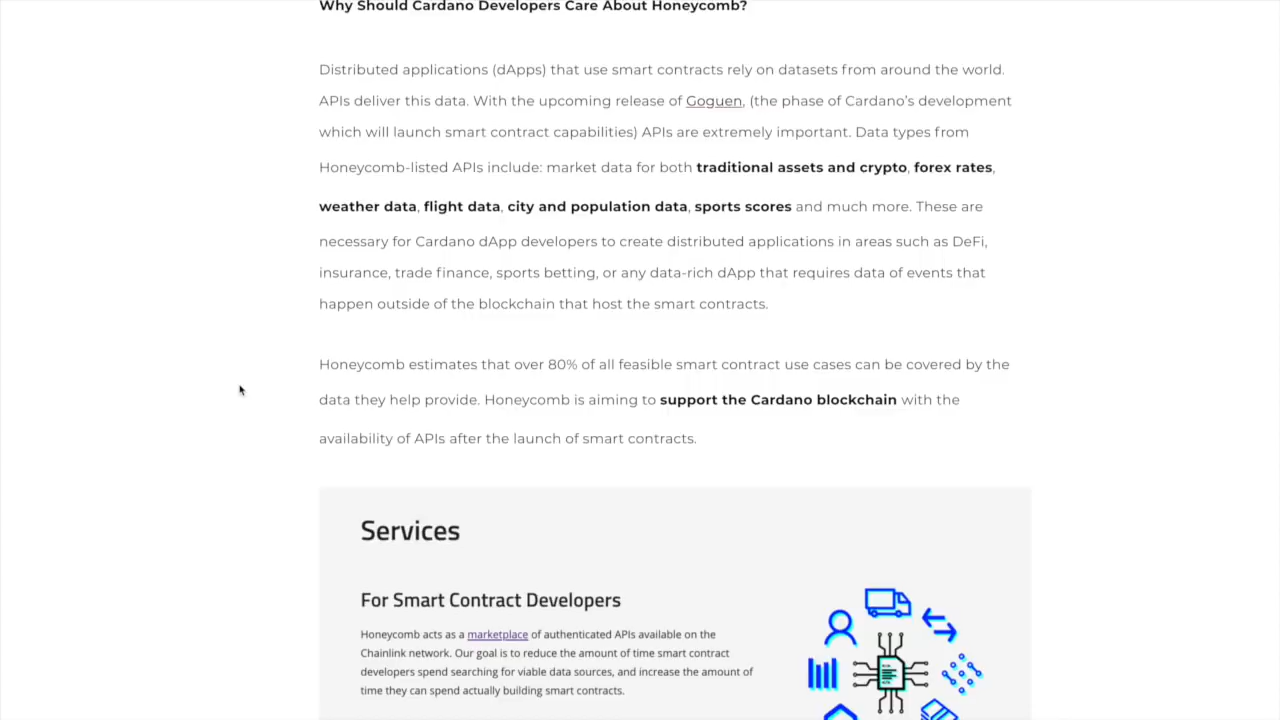 Why Should Cardano Developers Care About Honeycomb?
Distributed applications (dApps) that use smart contracts rely on datasets from around the world.
APIs deliver this data. With the upcoming release of Goguen, (the phase of Cardano's development
which will launch smart contract capabilities) APIs are extremely important. Data types from
Honeycomb-listed APIs include: market data for both traditional assets and crypto, forex rates,
weather data, flight data, city and population data, sports scores and much more. These are
necessary for Cardano dApp developers to create distributed applications in areas such as DeFi,
insurance, trade finance, sports betting, or any data-rich dApp that requires data of events that
happen outside of the blockchain that host the smart contracts.
Honeycomb estimates that over 80% of all feasible smart contract use cases can be covered by the
data they help provide. Honeycomb is aiming to support the Cardano blockchain with the
availability of APIs after the launch of smart contracts.
Services
For Smart Contract Developers
Honeycomb acts as a marketplace of authenticated APIs available on the
Chainlink network. Our goal is to reduce the amount of time smart contract
developers spend searching for viable data sources, and increase the amount of
time they can spend actually building smart contracts.